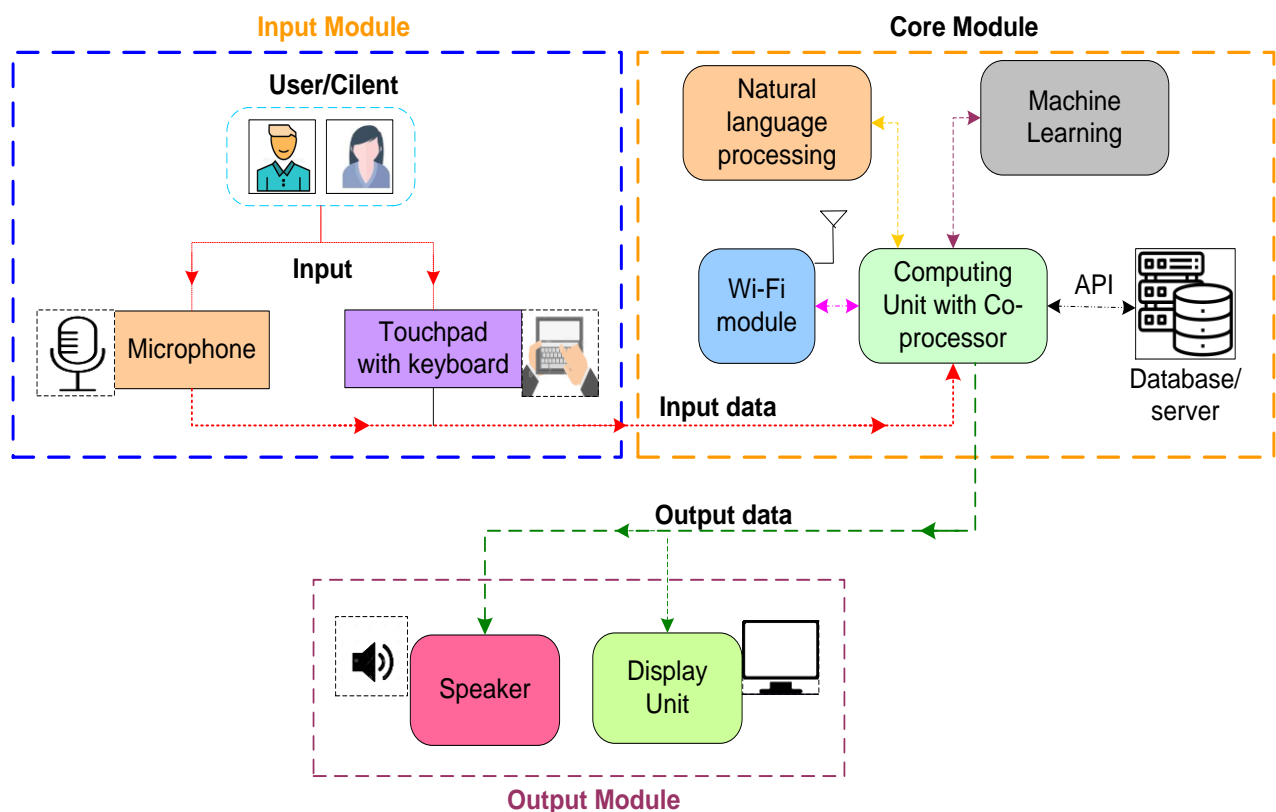 Input Module
Core Module
User/Cilent
Natural
language
processing
Machine
Learning
Input
Microphone
Touchpad
with keyboard
Wi-Fi
module
Computing
Unit with Co-
processor
API
Database/
server
Input data
Output data
Speaker
Display
Unit
Output Module